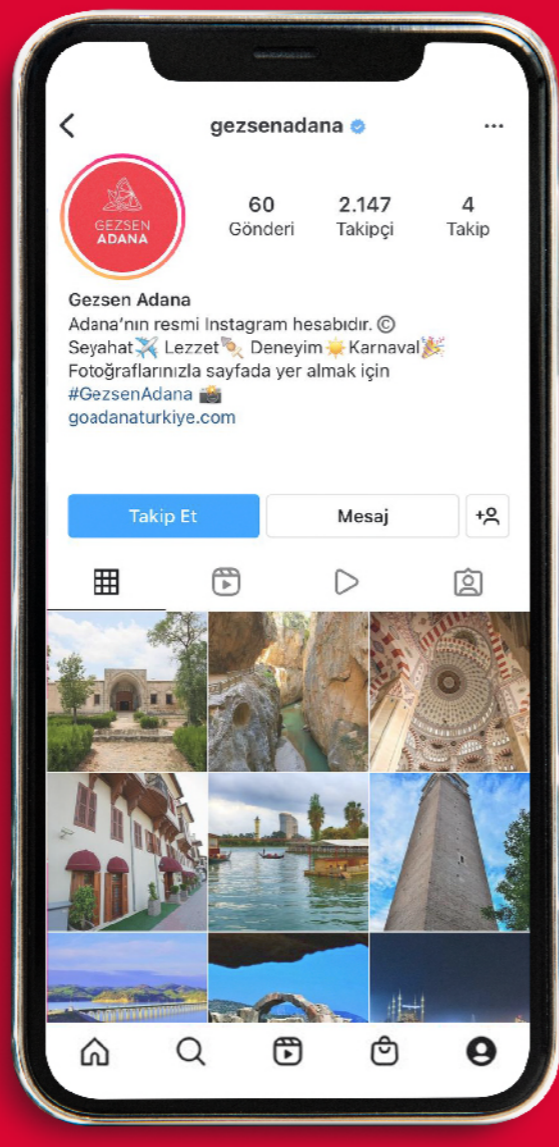 gezsenadana
GEZSEN
ADANA
60
Gönderi
2.147
Takipçi
4
Takip
Gezsen Adana
Adana'nın resmi Instagram hesabıdır. ©
Seyahat✈️ Lezzet🍢 Deneyim☀️Karnaval🎉
Fotoğraflarınızla sayfada yer almak için
#GezsenAdana 📸
goadanaturkiye.com
Takip Et
Mesaj